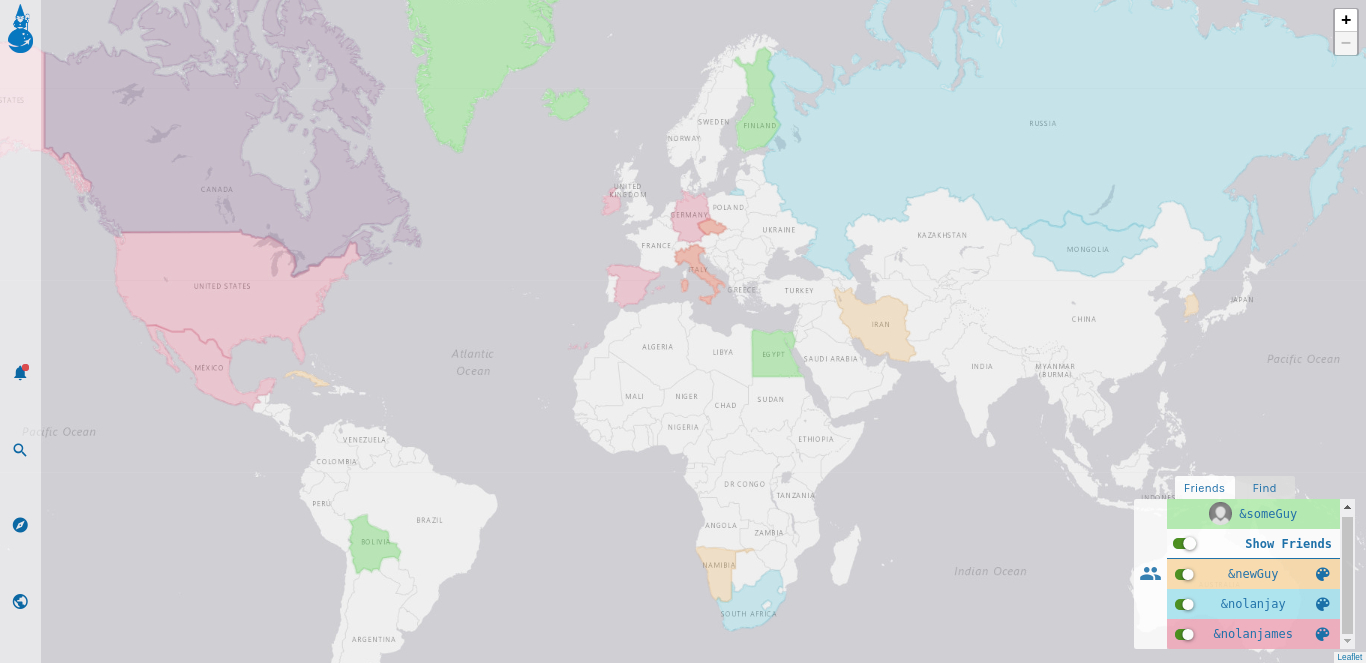 +
−
STATES
RUSSIA
SWEDEN
FINLAND
NORWAY
CANADA
UNITED
KINGDOM
POLAND
GERMANY
UKRAINE
KAZAKHSTAN
FRANCE
MONGOLIA
ITALY
UNITED STATES
GREECE
TURKEY
JAPAN
CHINA
IRAN
ALGERIA
LIBYA
EGYPT
SAUDI ARABIA
Atlantic
Ocean
Pacific Ocean
MEXICO
INDIA
MYANMAR
(BURMA)
MALI
NIGER
CHAD
SUDAN
Pacific Ocean
NIGERIA
ETHIOPIA
VENEZUELA
COLOMBIA
DR CONGO
TANZANIA
INDONES
PERU
BRAZIL
ANGOLA
ZAMBIA
BOLIVIA
NAMIBIA
Indian Ocean
SOUTH AFRICA
ARGENTINA
Friends
Find
&someGuy
Show Friends
&newGuy
&nolanjay
&nolanjames
Leaflet